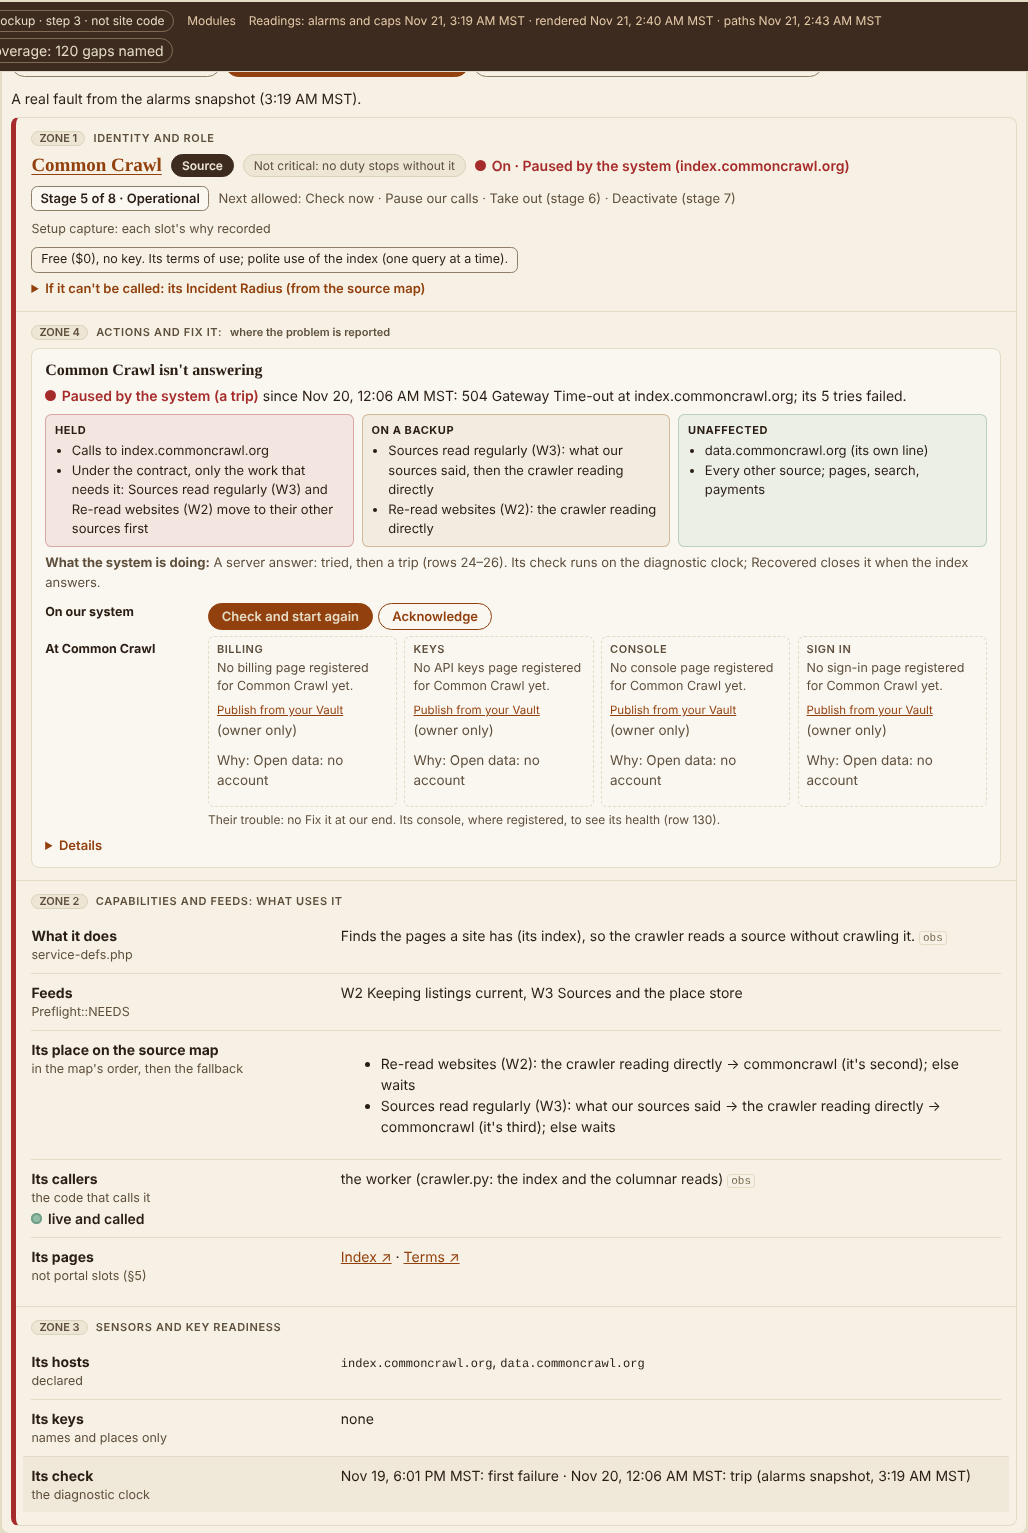 ockup · step 3 · not site code Modules Readings: alarms and caps Nov 21, 3:19 AM MST · rendered Nov 21, 2:40 AM MST · paths Nov 21, 2:43 AM MST
verage: 120 gaps named
A real fault from the alarms snapshot (3:19 AM MST).
ZONE 1 IDENTITY AND ROLE
Common Crawl Source Not critical: no duty stops without it On · Paused by the system (index.commoncrawl.org)
Stage 5 of 8 · Operational Next allowed: Check now · Pause our calls · Take out (stage 6) · Deactivate (stage 7)
Setup capture: each slot's why recorded
Free ($0), no key. Its terms of use; polite use of the index (one query at a time).
▶ If it can't be called: its Incident Radius (from the source map)
ZONE 4 ACTIONS AND FIX IT: where the problem is reported
Common Crawl isn't answering
Paused by the system (a trip) since Nov 20, 12:06 AM MST: 504 Gateway Time-out at index.commoncrawl.org; its 5 tries failed.
HELD
• Calls to index.commoncrawl.org
• Under the contract, only the work that
needs it: Sources read regularly (W3) and
Re-read websites (W2) move to their other
sources first
ON A BACKUP
• Sources read regularly (W3): what our
sources said, then the crawler reading
directly
• Re-read websites (W2): the crawler reading
directly
UNAFFECTED
• data.commoncrawl.org (its own line)
• Every other source; pages, search,
payments
What the system is doing: A server answer: tried, then a trip (rows 24–26). Its check runs on the diagnostic clock; Recovered closes it when the index
answers.
On our system Check and start again Acknowledge
At Common Crawl
BILLING
No billing page registered
for Common Crawl yet.
Publish from your Vault
(owner only)
Why: Open data: no
account
KEYS
No API keys page registered
for Common Crawl yet.
Publish from your Vault
(owner only)
Why: Open data: no
account
CONSOLE
No console page registered
for Common Crawl yet.
Publish from your Vault
(owner only)
Why: Open data: no
account
SIGN IN
No sign-in page registered
for Common Crawl yet.
Publish from your Vault
(owner only)
Why: Open data: no
account
Their trouble: no Fix it at our end. Its console, where registered, to see its health (row 130).
▶ Details
ZONE 2 CAPABILITIES AND FEEDS: WHAT USES IT
What it does
service-defs.php
Finds the pages a site has (its index), so the crawler reads a source without crawling it. obs
Feeds
Preflight::NEEDS
W2 Keeping listings current, W3 Sources and the place store
Its place on the source map
in the map's order, then the fallback
• Re-read websites (W2): the crawler reading directly → commoncrawl (it's second); else
waits
• Sources read regularly (W3): what our sources said → the crawler reading directly →
commoncrawl (it's third); else waits
Its callers
the code that calls it
live and called
the worker (crawler.py: the index and the columnar reads) obs
Its pages
not portal slots (§5)
Index ↗ · Terms ↗
ZONE 3 SENSORS AND KEY READINESS
Its hosts
declared
index.commoncrawl.org, data.commoncrawl.org
Its keys
names and places only
none
Its check
the diagnostic clock
Nov 19, 6:01 PM MST: first failure · Nov 20, 12:06 AM MST: trip (alarms snapshot, 3:19 AM MST)